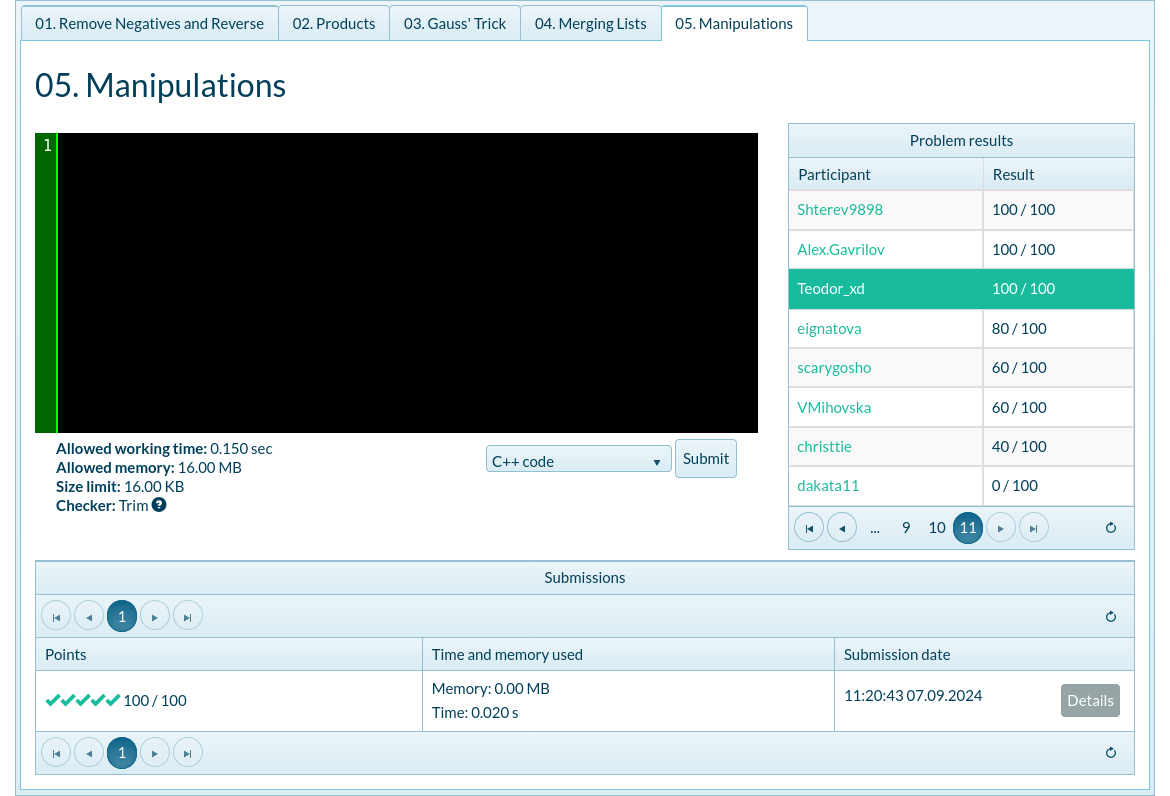 01. Remove Negatives and Reverse
02. Products
03. Gauss' Trick
04. Merging Lists
05. Manipulations
05. Manipulations
1
Allowed working time: 0.150 sec
Allowed memory: 16.00 MB
Size limit: 16.00 KB
Checker: Trim ?
C++ code
Submit
Problem results
Participant Result
Shterev9898 100 / 100
Alex.Gavrilov 100 / 100
Teodor_xd 100 / 100
eignatova 80 / 100
scarygosho 60 / 100
VMihovska 60 / 100
christtie 40 / 100
dakata11 0 / 100
... 9 10 11
Submissions
1
Points Time and memory used Submission date
100 / 100
Memory: 0.00 MB
Time: 0.020 s
11:20:43 07.09.2024
Details
1